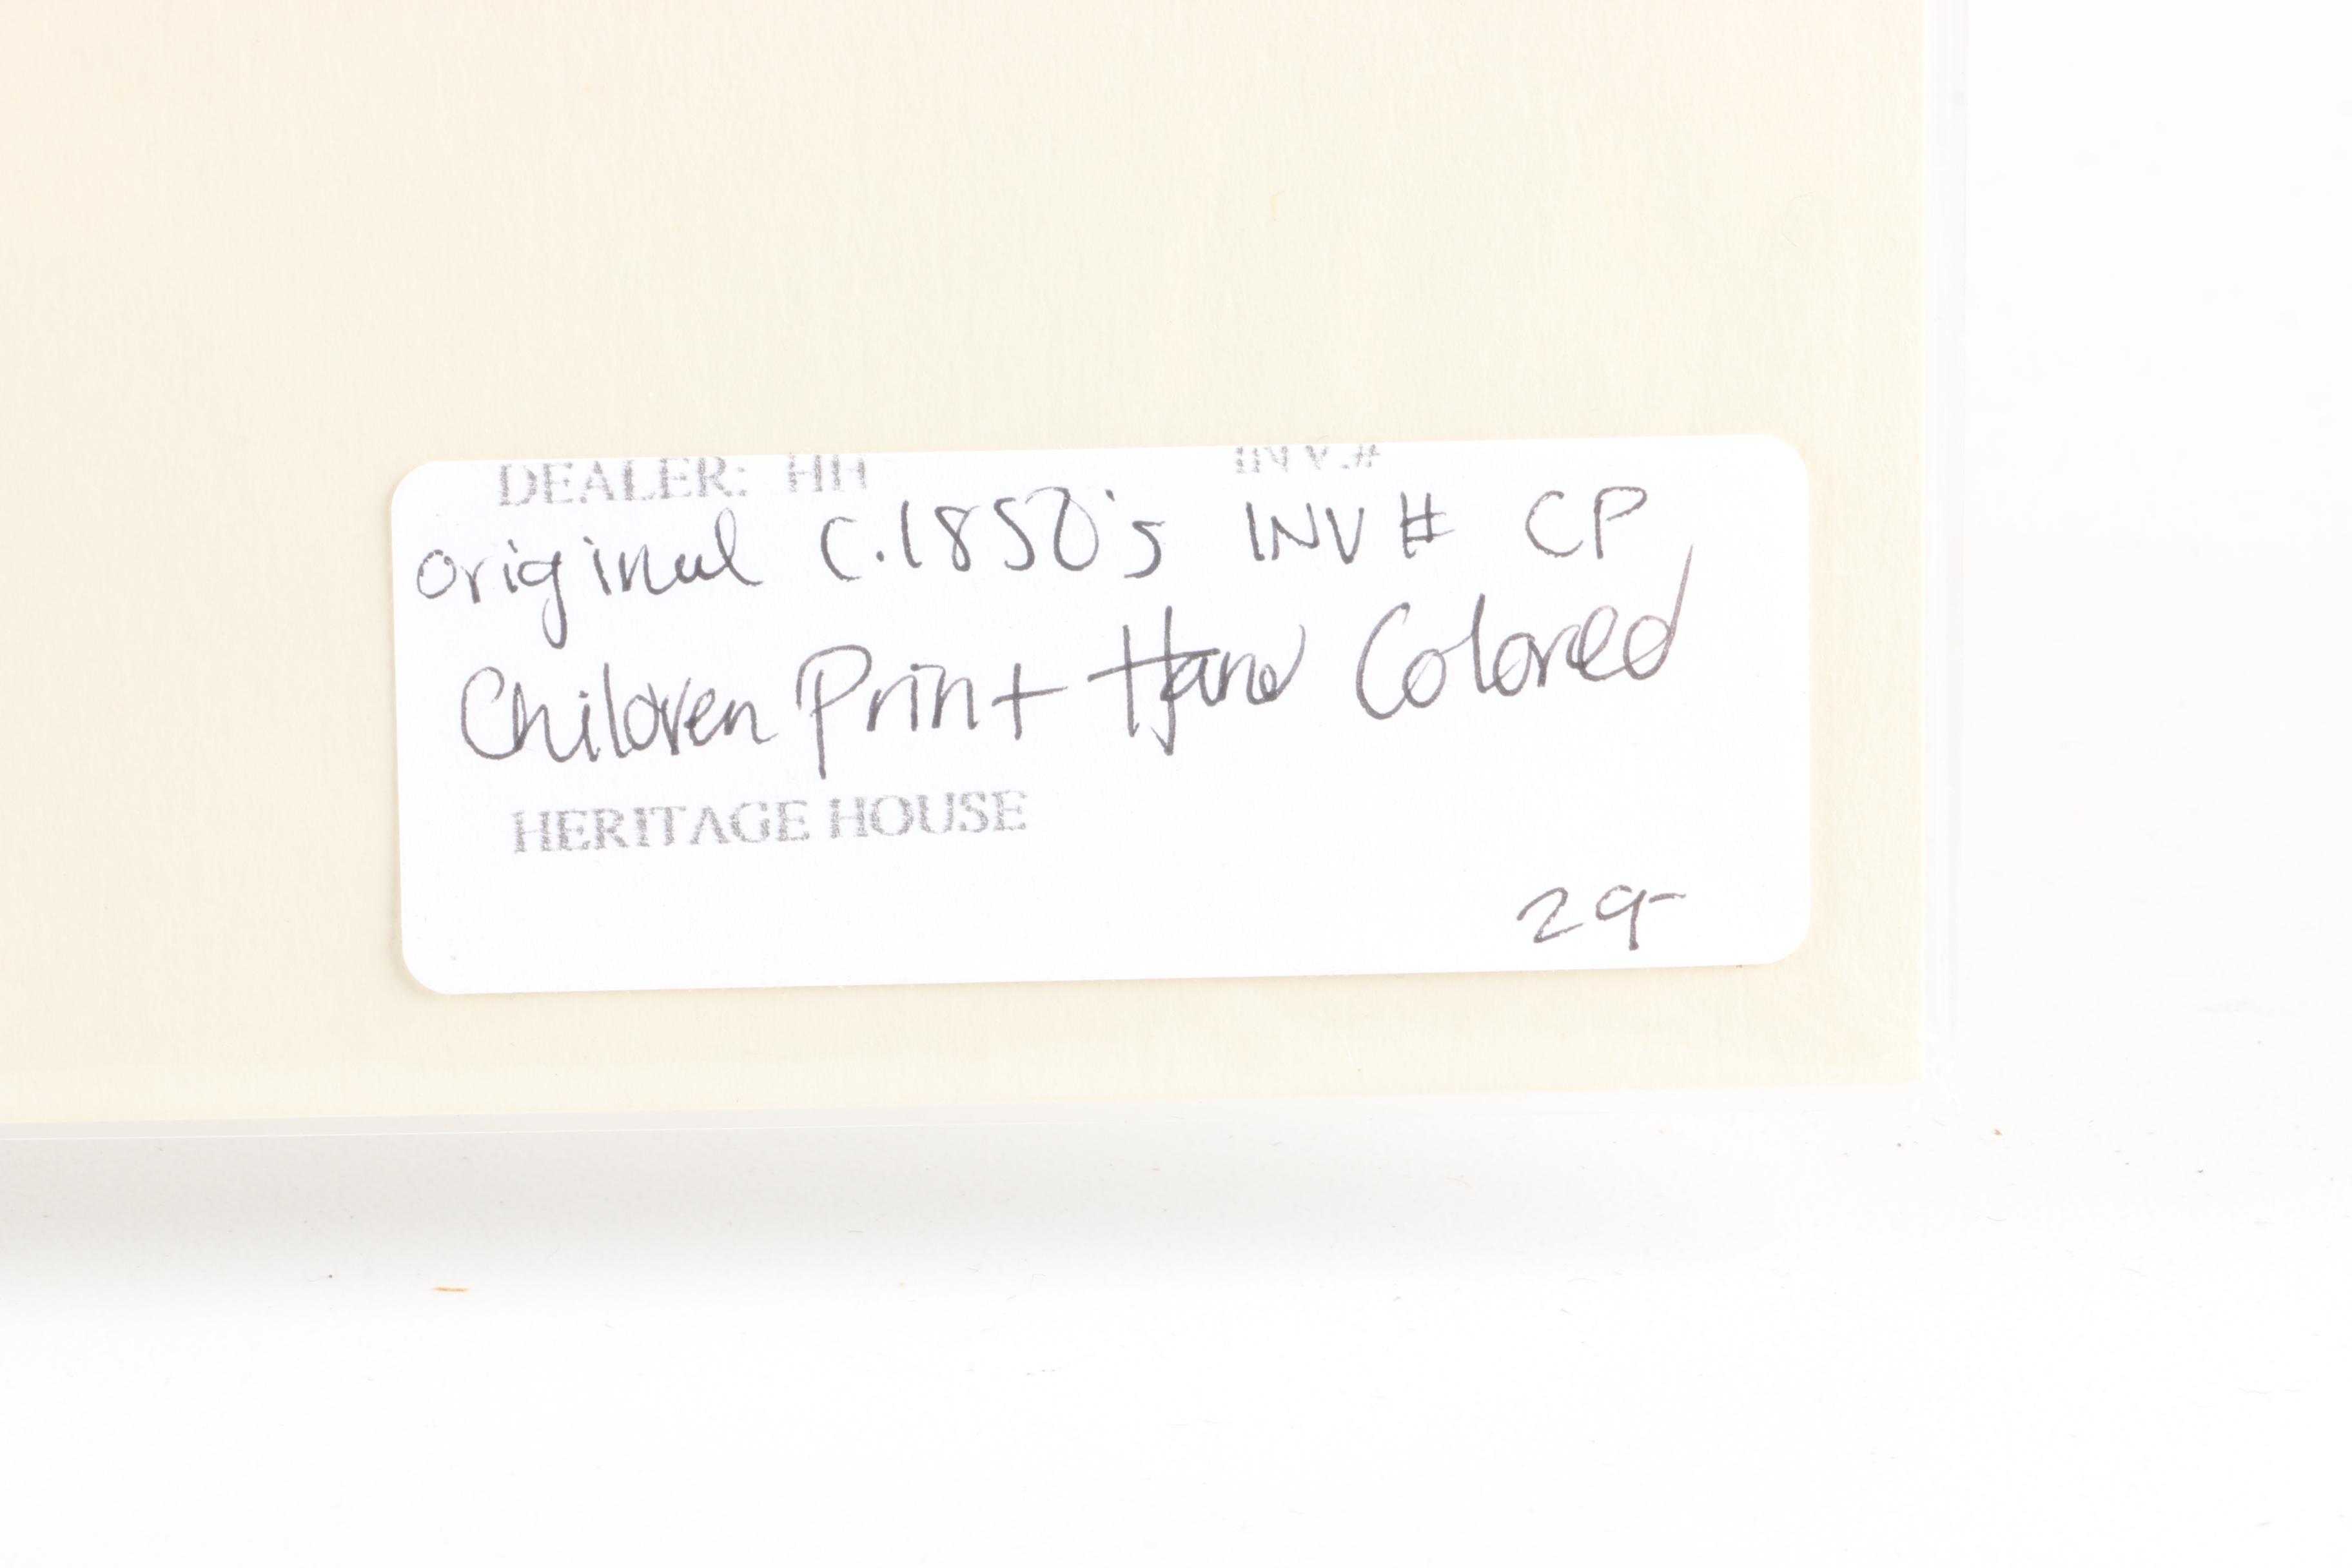 DEALER: HH INV.#
original C.1850's INV # CP
Children Print Hand Colored
HERITAGE HOUSE
29-